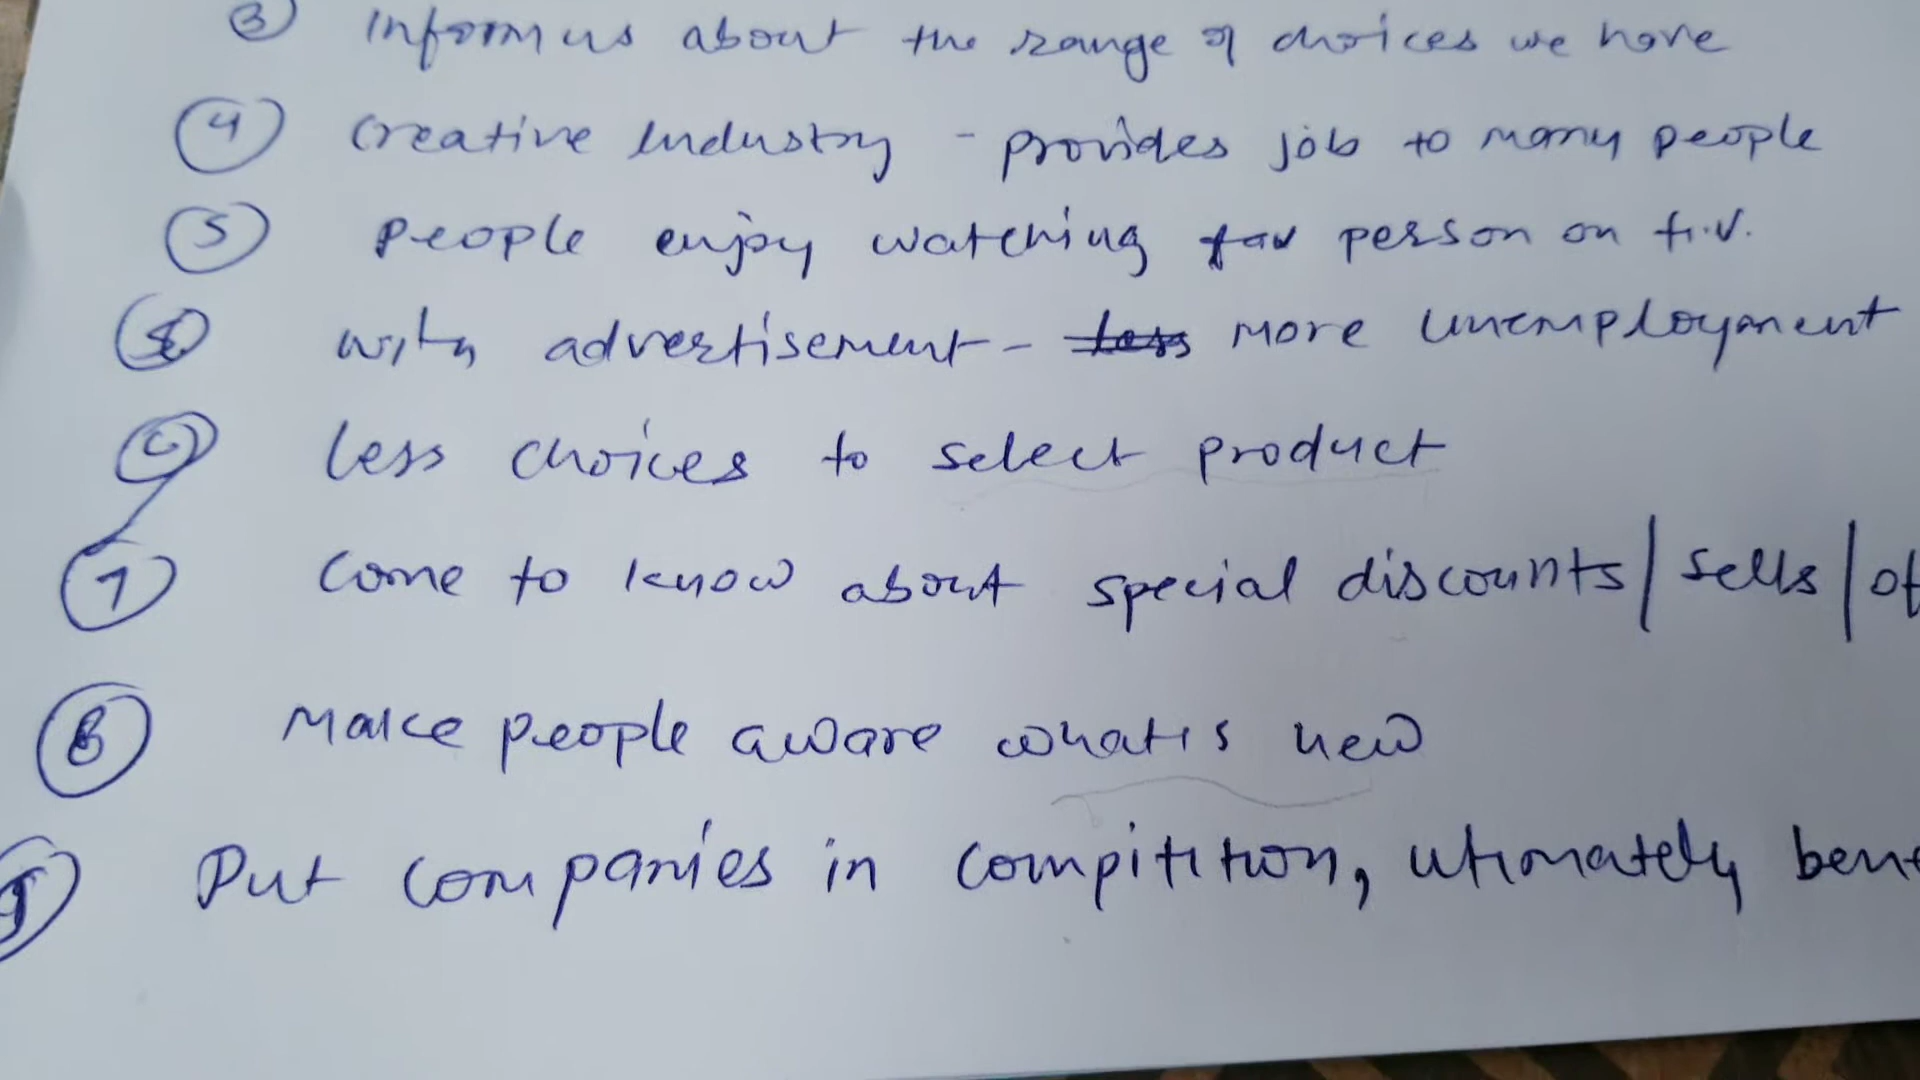 ③ Inform us about the range of choices we have
④ Creative Industry - provides job to many people
⑤ People enjoy watching fav person on t.v.
with advertisement - less more unemployment
⑥ less choices to select product
⑦ Come to know about special discounts/sells/of
⑧ Make people aware what is new
⑨ Put companies in compitition, utimately bene